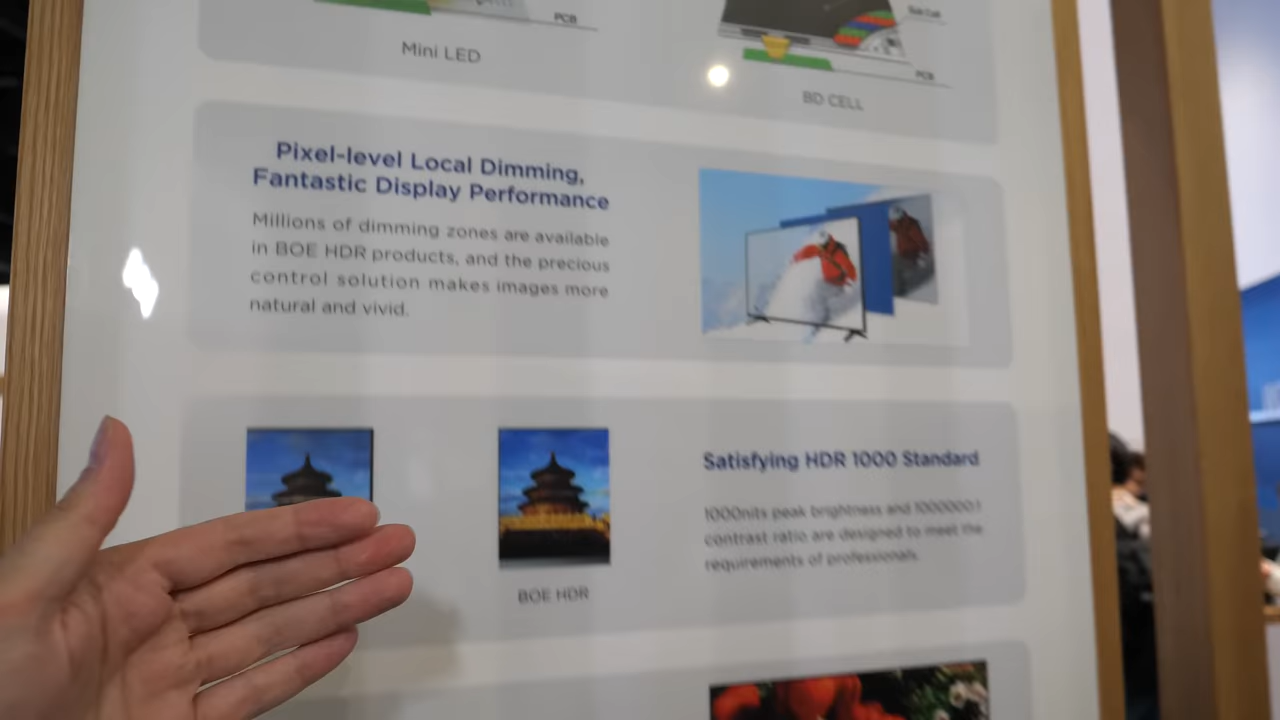 PCB
Mini LED
PCB
BD CELL
Pixel-level Local Dimming,
Fantastic Display Performance
Millions of dimming zones are available
in BOE HDR products, and the precious
control solution makes images more
natural and vivid.
BOE HDR
Satisfying HDR 1000 Standard
1000nits peak brightness and 1000000:1
contrast ratio are designed to meet the
requirements of professionals.